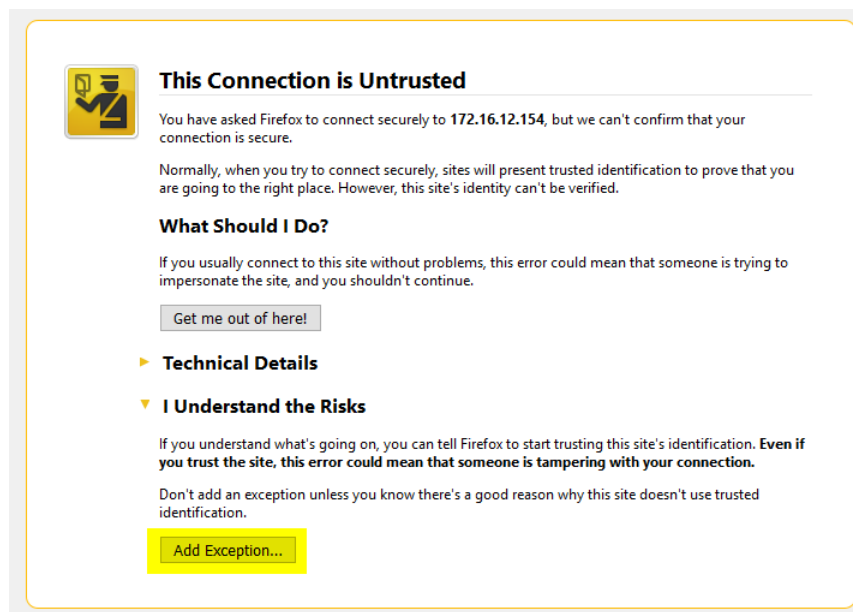 This Connection is Untrusted
You have asked Firefox to connect securely to 172.16.12.154, but we can't confirm that your
connection is secure.
Normally, when you try to connect securely, sites will present trusted identification to prove that you
are going to the right place. However, this site's identity can't be verified.
What Should I Do?
If you usually connect to this site without problems, this error could mean that someone is trying to
impersonate the site, and you shouldn't continue.
Get me out of here!
Technical Details
I Understand the Risks
If you understand what's going on, you can tell Firefox to start trusting this site's identification. Even if
you trust the site, this error could mean that someone is tampering with your connection.
Don't add an exception unless you know there's a good reason why this site doesn't use trusted
identification.
Add Exception...